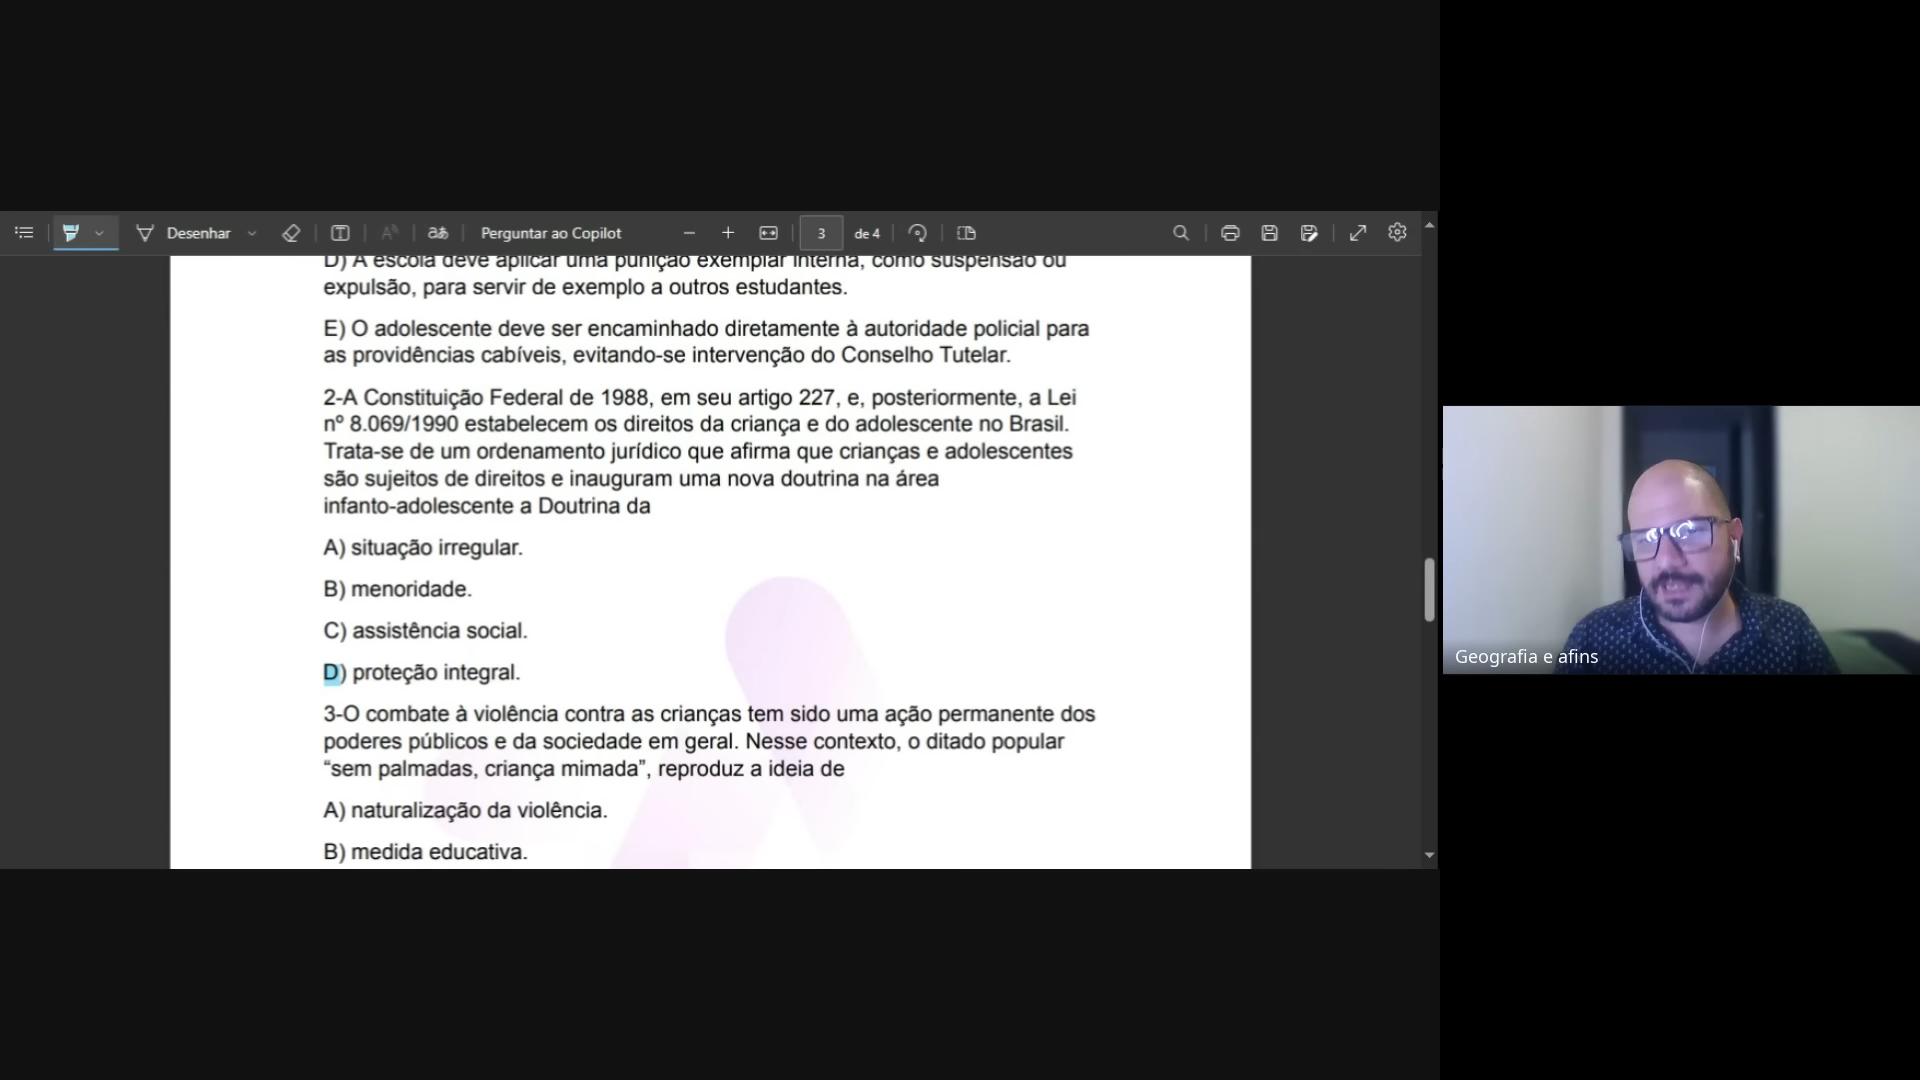 Desenhar
Perguntar ao Copilot
3
de 4
D) A escola deve aplicar uma punição exemplar interna, como suspensão ou
expulsão, para servir de exemplo a outros estudantes.
E) O adolescente deve ser encaminhado diretamente à autoridade policial para
as providências cabíveis, evitando-se intervenção do Conselho Tutelar.
2-A Constituição Federal de 1988, em seu artigo 227, e, posteriormente, a Lei
nº 8.069/1990 estabelecem os direitos da criança e do adolescente no Brasil.
Trata-se de um ordenamento jurídico que afirma que crianças e adolescentes
são sujeitos de direitos e inauguram uma nova doutrina na área
infanto-adolescente a Doutrina da
A) situação irregular.
B) menoridade.
C) assistência social.
D) proteção integral.
3-O combate à violência contra as crianças tem sido uma ação permanente dos
poderes públicos e da sociedade em geral. Nesse contexto, o ditado popular
“sem palmadas, criança mimada”, reproduz a ideia de
A) naturalização da violência.
B) medida educativa.
Geografia e afins